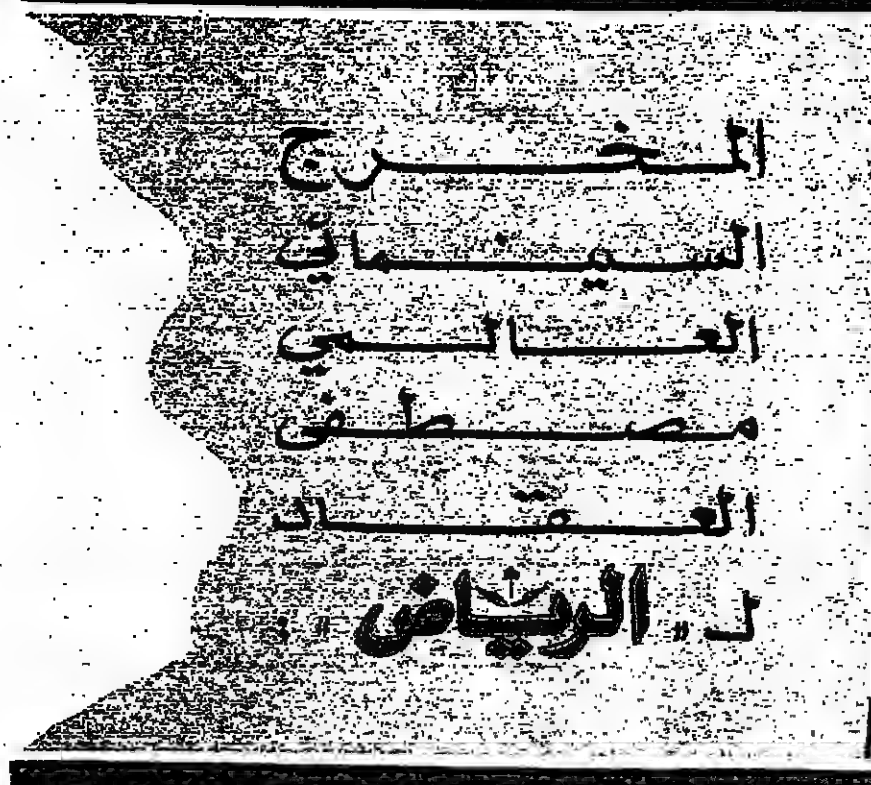 المخرج
السينمائي
العالمي
مصطفى
العقاد
لـ «الرياض» :